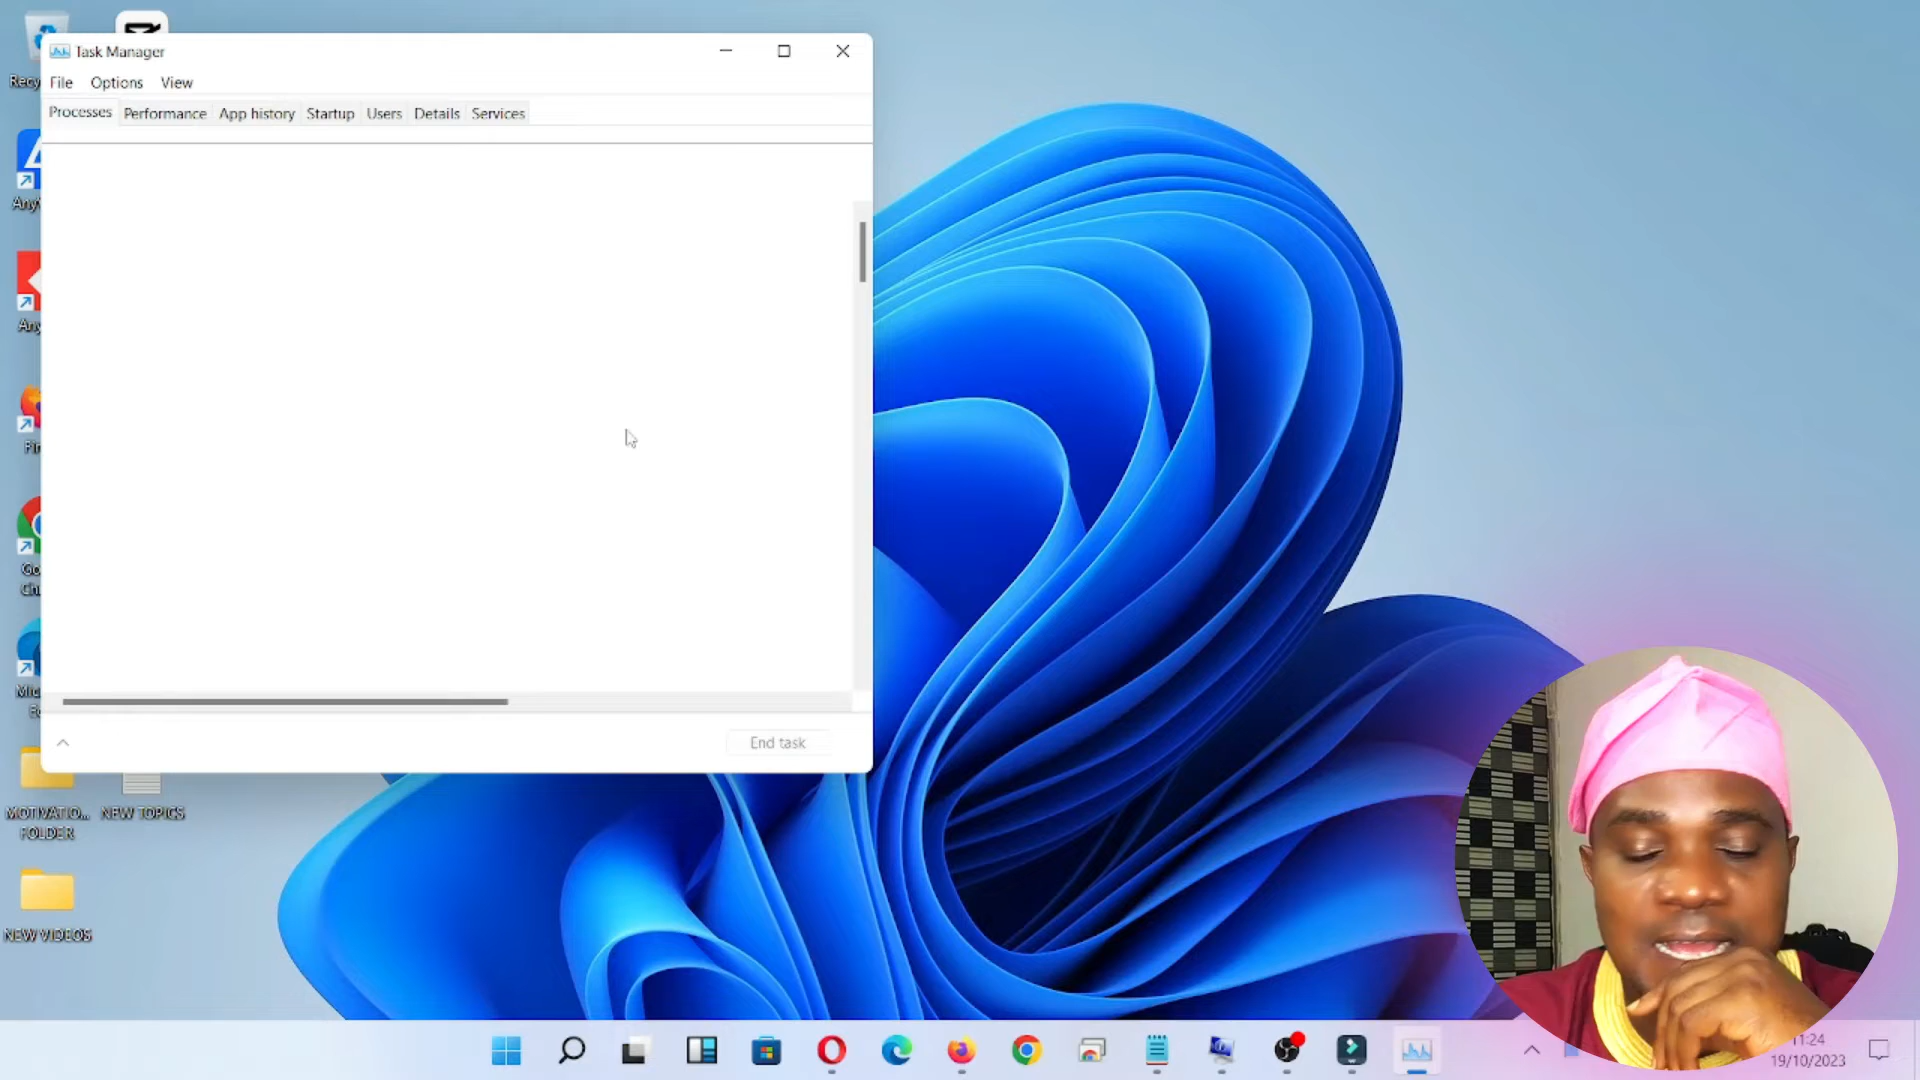 Task Manager
File Options View
Processes Performance App history Startup Users Details Services
End task
MOTIVATIO...
FOLDER
NEW TOPICS
NEW VIDEOS
11:24
19/10/2023